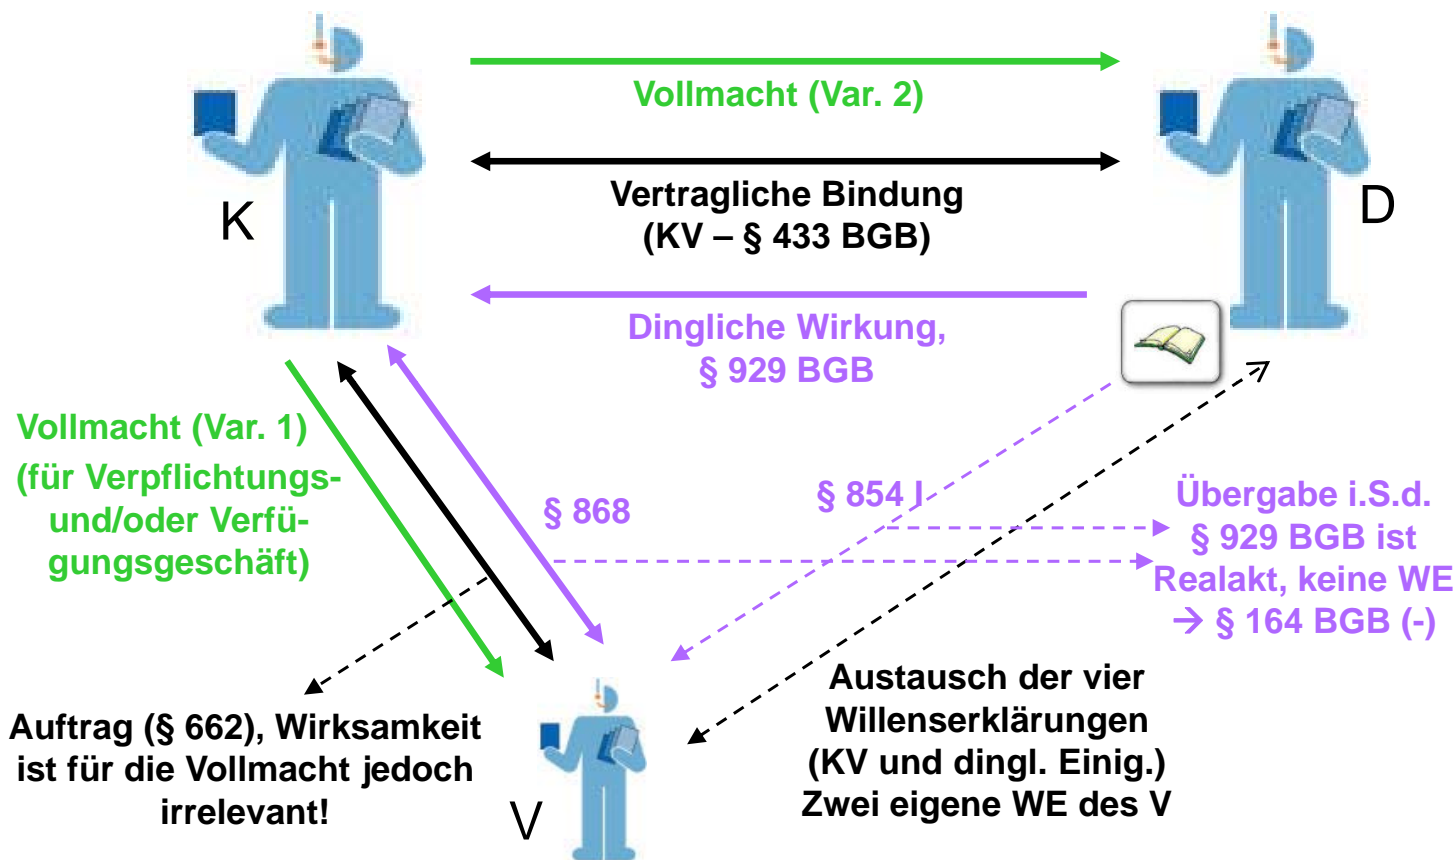 Vollmacht (Var. 2)
K
Vertragliche Bindung
(KV – § 433 BGB)
D
Dingliche Wirkung,
§ 929 BGB
Vollmacht (Var. 1)
(für Verpflichtungs-
und/oder Verfü-
gungsgeschäft)
§ 868
§ 854 I
Übergabe i.S.d.
§ 929 BGB ist
Realakt, keine WE
→ § 164 BGB (-)
Auftrag (§ 662), Wirksamkeit
ist für die Vollmacht jedoch
irrelevant!
V
Austausch der vier
Willenserklärungen
(KV und dingl. Einig.)
Zwei eigene WE des V